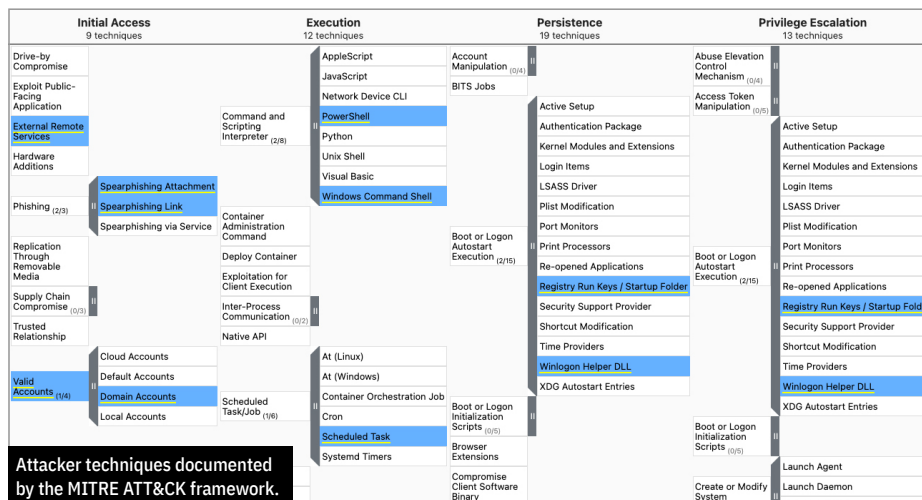 Initial Access
9 techniques
Drive-by
Compromise
Exploit Public-
Facing
Application
External Remote
Services
Hardware
Additions
Phishing (2/3)
Spearphishing Attachment
Spearphishing Link
Spearphishing via Service
Replication
Through
Removable
Media
Supply Chain
Compromise (0/3)
Trusted
Relationship
Valid
Accounts (1/4)
Cloud Accounts
Default Accounts
Domain Accounts
Local Accounts
Execution
12 techniques
Command and
Scripting
Interpreter (2/8)
AppleScript
JavaScript
Network Device CLI
PowerShell
Python
Unix Shell
Visual Basic
Windows Command Shell
Container
Administration
Command
Deploy Container
Exploitation for
Client Execution
Inter-Process
Communication (0/2)
Native API
Scheduled
Task/Job (1/6)
At (Linux)
At (Windows)
Container Orchestration Job
Cron
Scheduled Task
Systemd Timers
Persistence
19 techniques
Account
Manipulation (0/4)
BITS Jobs
Boot or Logon
Autostart
Execution (2/15)
Active Setup
Authentication Package
Kernel Modules and Extensions
Login Items
LSASS Driver
Plist Modification
Port Monitors
Print Processors
Re-opened Applications
Registry Run Keys / Startup Folder
Security Support Provider
Shortcut Modification
Time Providers
Winlogon Helper DLL
XDG Autostart Entries
Boot or Logon
Initialization
Scripts (0/5)
Browser
Extensions
Compromise
Client Software
Binary
Privilege Escalation
13 techniques
Abuse Elevation
Control
Mechanism (0/4)
Access Token
Manipulation (0/5)
Boot or Logon
Autostart
Execution (2/15)
Active Setup
Authentication Package
Kernel Modules and Extensions
Login Items
LSASS Driver
Plist Modification
Port Monitors
Print Processors
Re-opened Applications
Registry Run Keys / Startup Fold
Security Support Provider
Shortcut Modification
Time Providers
Winlogon Helper DLL
XDG Autostart Entries
Boot or Logon
Initialization
Scripts (0/5)
Create or Modify
System
Launch Agent
Launch Daemon
Attacker techniques documented
by the MITRE ATT&CK framework.